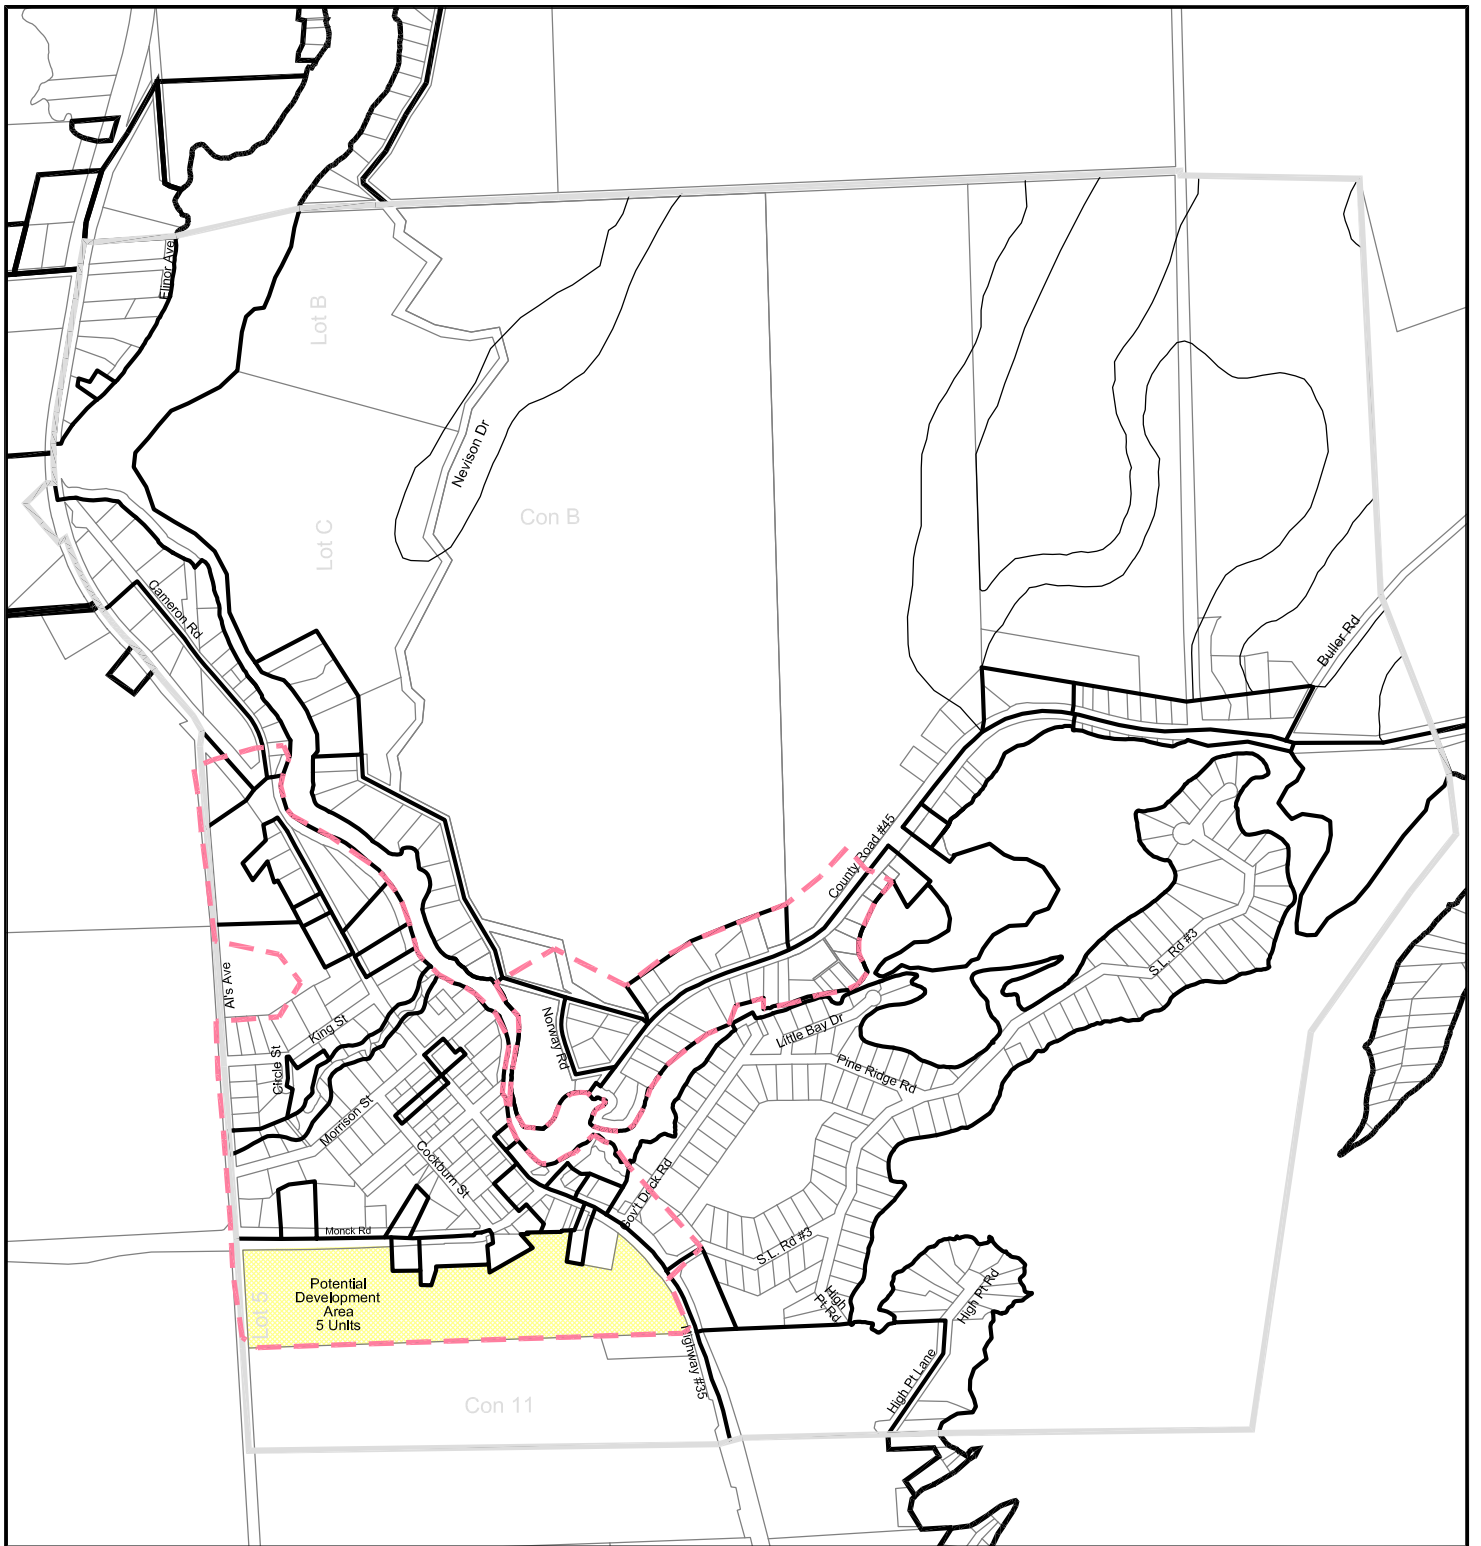 Elinor Ave
Lot B
Nevison Dr
Con B
Lot C
Cameron Rd
Buller Rd
County Road #45
S.L. Rd #3
Al's Ave
King St
Norway Rd
Little Bay Dr
Circle St
Pine Ridge Rd
Morrison St
Cockburn St
Gov't Dock Rd
Monck Rd
S.L. Rd #3
Potential
Development
Area
5 Units
Lot 5
High
Pt Rd
High Pt Rd
Highway #35
High Pt Lane
Con 11